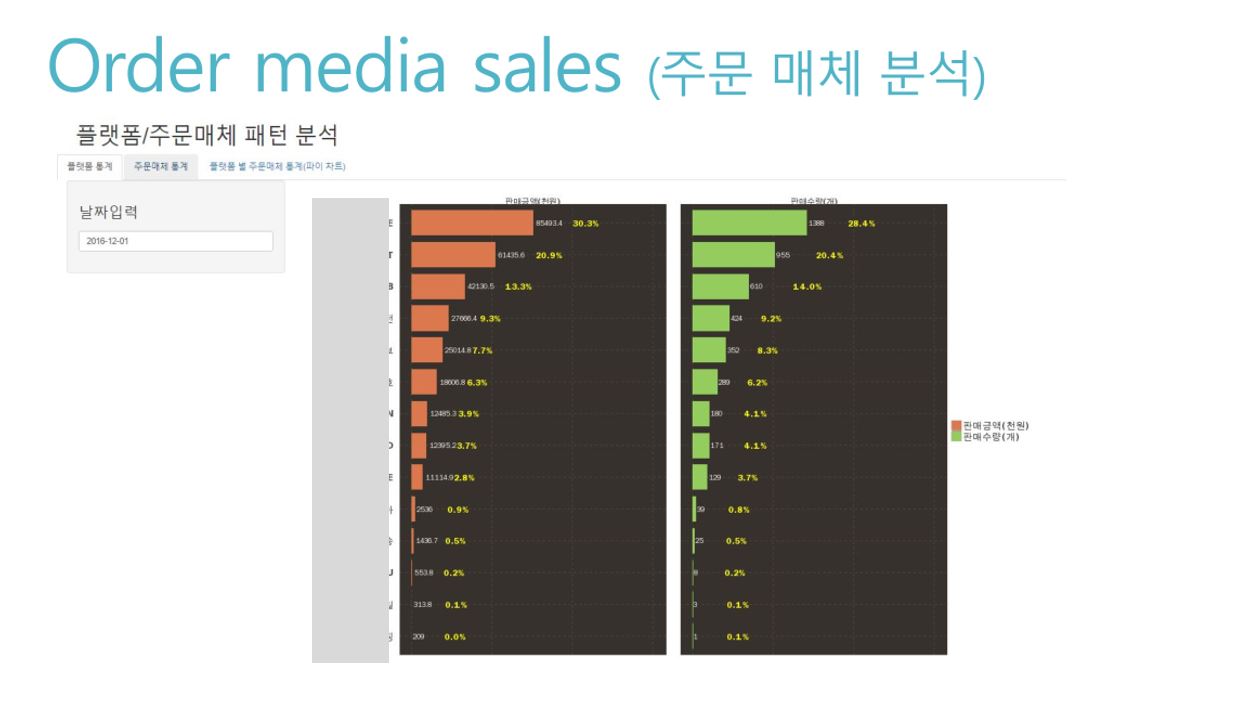 Order media sales (주문 매체 분석)
플랫폼/주문매체 패턴 분석
플랫폼 통계 주문매체 통계 플랫폼 별 주문매체 통계(파이 차트)
날짜입력
2016-12-01
판매금액(천원) 판매수량(개)
E 85493.4 30.3% 1388 28.4%
T 61435.6 20.9% 955 20.4%
B 42130.5 13.3% 610 14.0%
27666.4 9.3% 424 9.2%
25014.8 7.7% 352 8.3%
18606.8 6.3% 289 6.2%
N 12485.3 3.9% 180 4.1%
O 12395.2 3.7% 171 4.1%
E 11114.9 2.8% 129 3.7%
2536 0.9% 39 0.8%
1436.7 0.5% 25 0.5%
U 553.8 0.2% 8 0.2%
313.8 0.1% 3 0.1%
209 0.0% 1 0.1%
판매금액(천원)
판매수량(개)